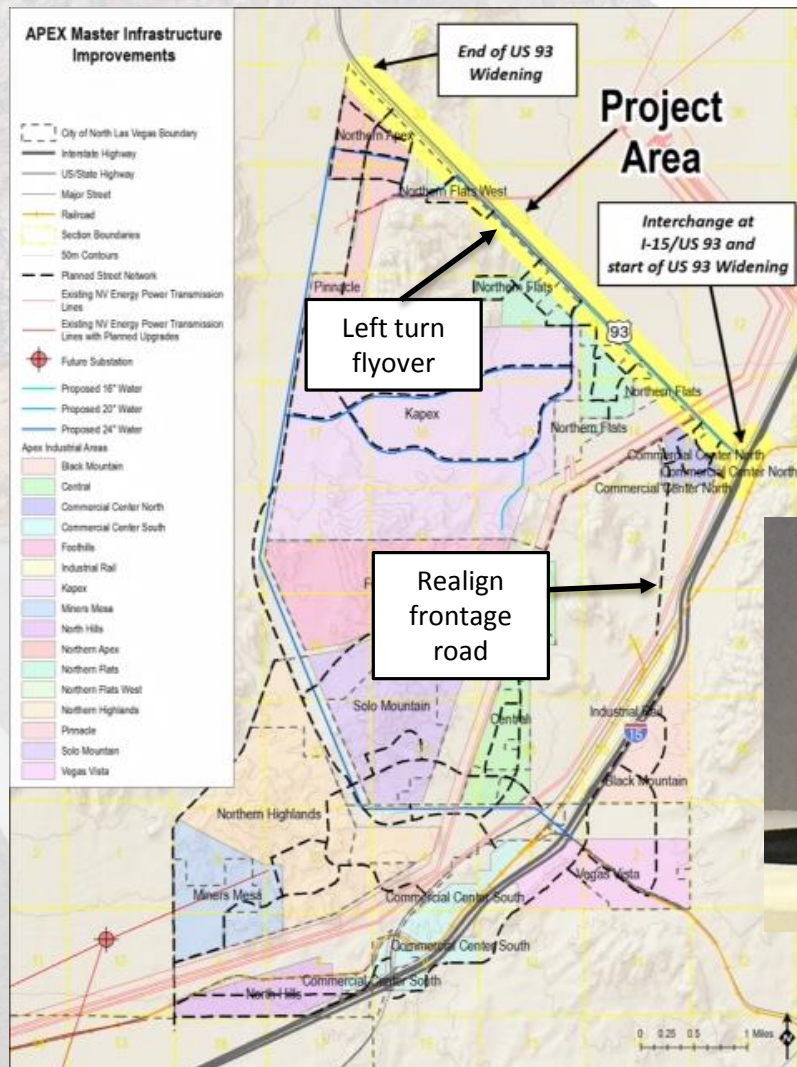 APEX Master Infrastructure
Improvements
City of North Las Vegas Boundary
Interstate Highway
US/State Highway
Major Street
Railroad
Section Boundaries
50m Contours
Planned Street Network
Existing NV Energy Power Transmission
Lines
Existing NV Energy Power Transmission
Lines with Planned Upgrades
Future Substation
Proposed 16" Water
Proposed 20" Water
Proposed 24" Water
Apex Industrial Areas
Black Mountain
Central
Commercial Center North
Commercial Center South
Foothills
Industrial Rail
Kapex
Miners Mesa
North Hills
Northern Apex
Northern Flats
Northern Flats West
Northern Highlands
Pinnacle
Solo Mountain
Vegas Vista
End of US 93
Widening
Project
Area
Northern Apex
Northern Flats West
Interchange at
I-15/US 93 and
start of US 93 Widening
Pinnacle
Northern Flats
Left turn
flyover
93
Northern Flats
Kapex
Northern Flats
Commercial Center North
Commercial Center North
Commercial Center North
Realign
frontage
road
Solo Mountain
Central
Industrial Rail
15
Black Mountain
Northern Highlands
Vegas Vista
Miners Mesa
Commercial Center South
Commercial Center South
Commercial Center South
North Hills
0 0.25 0.5 1 Miles
N